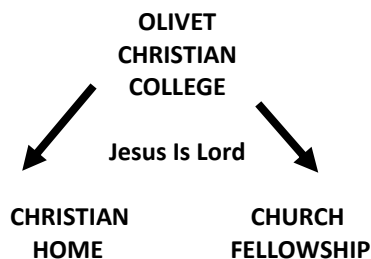 OLIVET
CHRISTIAN
COLLEGE
Jesus Is Lord
CHRISTIAN
HOME
CHURCH
FELLOWSHIP